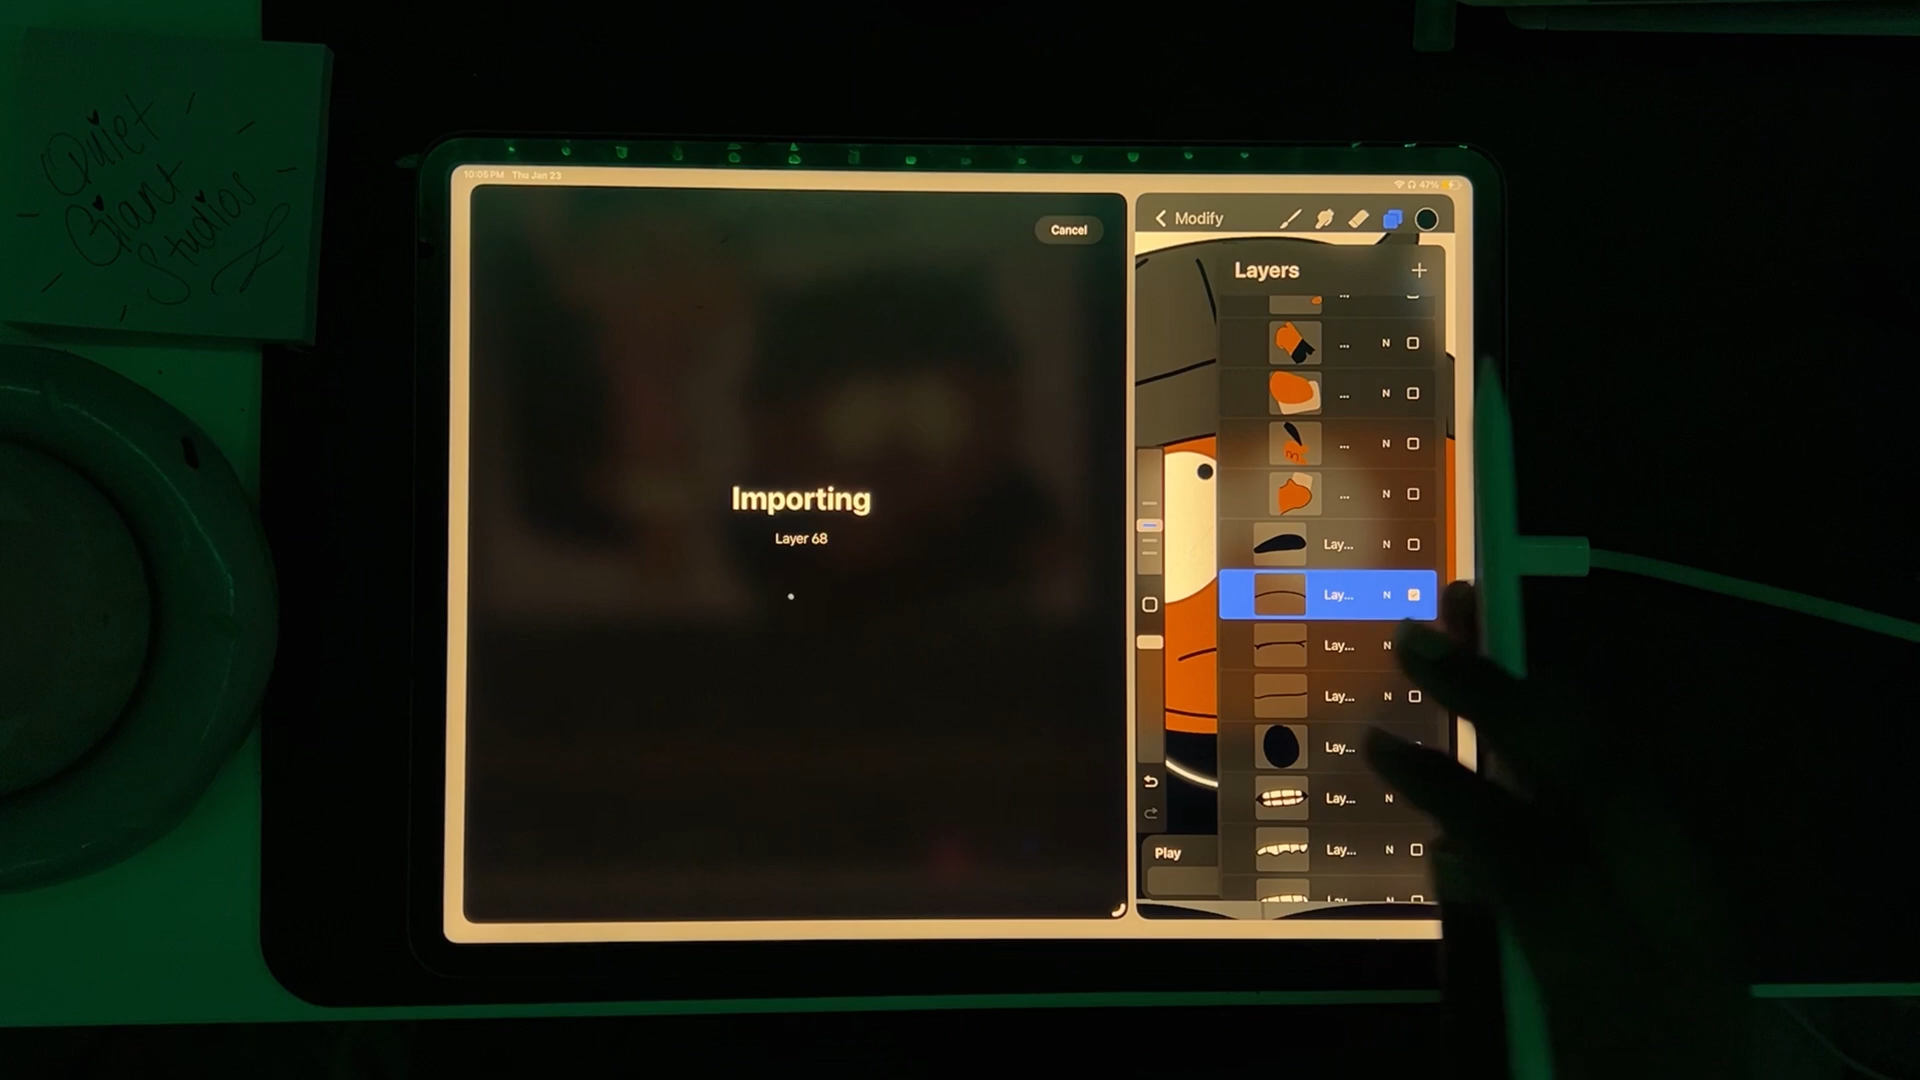 Quiet
Giant
Studios
10:05 PM Thu Jan 23
47%
Cancel
Importing
Layer 68
Modify
Layers
... N
... N
... N
... N
Lay... N
Lay... N
Lay... N
Lay... N
Lay...
Lay... N
Lay... N
Play